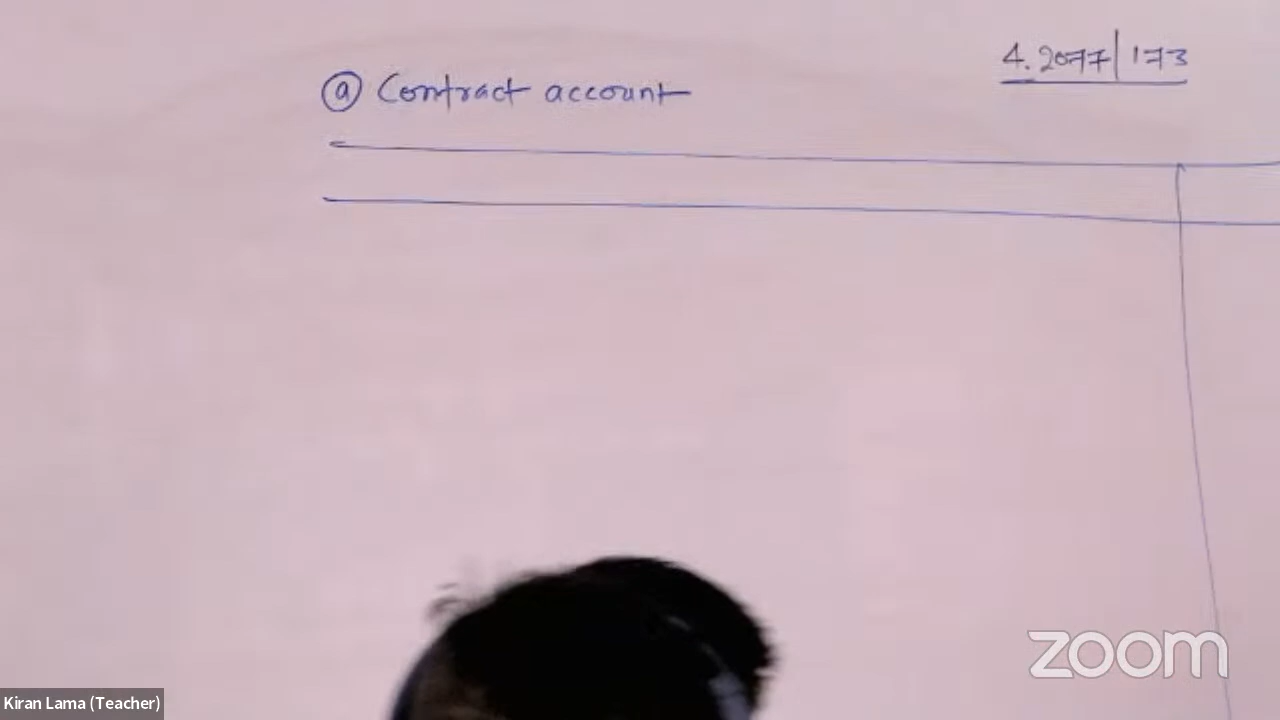 4. 2077 | 173
ⓐ Contract account
zoom
Kiran Lama (Teacher)